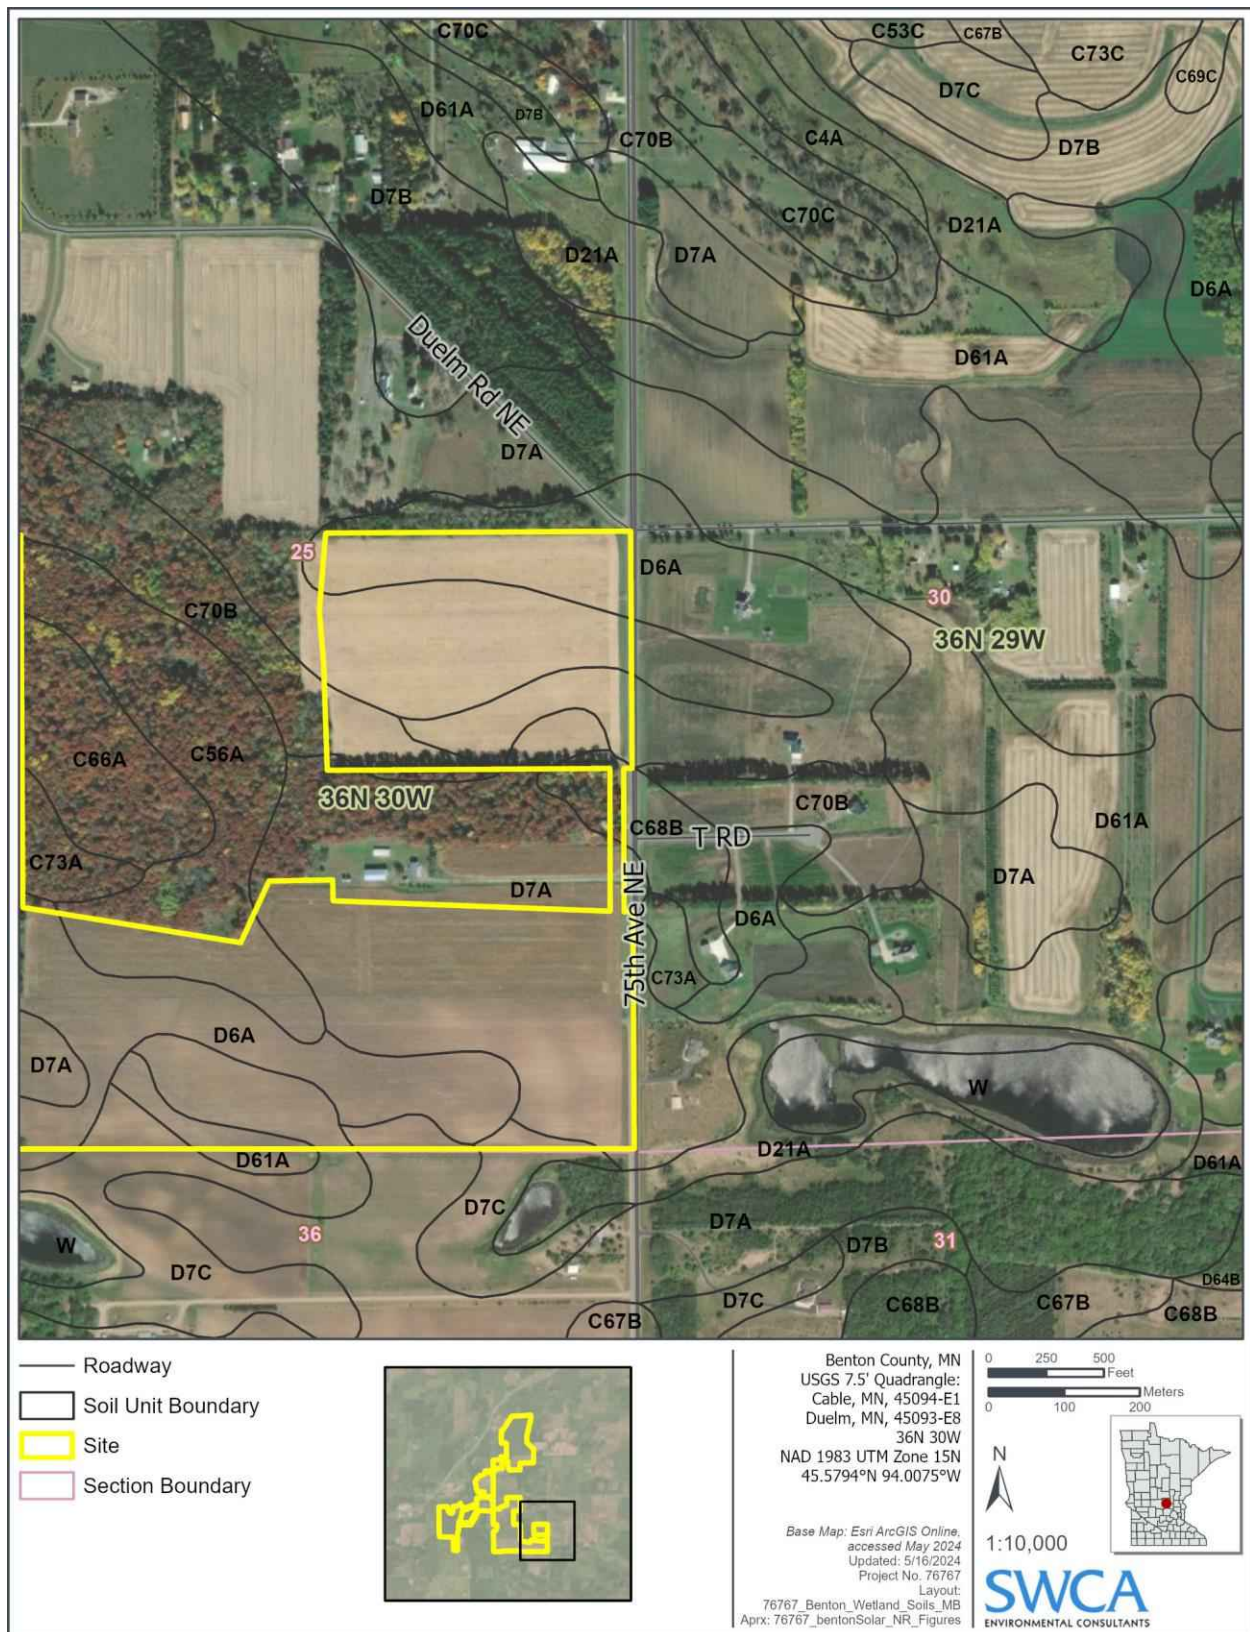 C70C
C53C
C67B
C73C
C69C
D7C
D61A
D7B
C70B
C4A
D7B
D7B
C70C
D21A
D21A
D7A
D6A
Duelm Rd NE
D61A
D7A
25
D6A
30
C70B
36N 29W
C66A
C56A
36N 30W
C70B
C68B
T RD
D61A
C73A
D7A
D7A
D6A
75th Ave NE
C73A
D6A
D7A
W
D61A
D21A
D61A
D7C
D7A
36
W
D7B
31
D7C
D7C
D64B
C67B
C68B
C67B
C68B
Roadway
Soil Unit Boundary
Site
Section Boundary
Benton County, MN
USGS 7.5' Quadrangle:
Cable, MN, 45094-E1
Duelm, MN, 45093-E8
36N 30W
NAD 1983 UTM Zone 15N
45.5794°N 94.0075°W
Base Map: Esri ArcGIS Online,
accessed May 2024
Updated: 5/16/2024
Project No. 76767
Layout:
76767_Benton_Wetland_Soils_MB
Aprx: 76767_bentonSolar_NR_Figures
0 250 500
Feet
Meters
0 100 200
N
1:10,000
SWCA
ENVIRONMENTAL CONSULTANTS